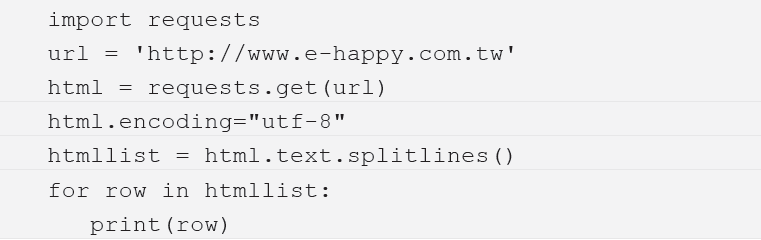 import requests
url = 'http://www.e-happy.com.tw'
html = requests.get(url)
html.encoding="utf-8"
htmllist = html.text.splitlines()
for row in htmllist:
   print(row)